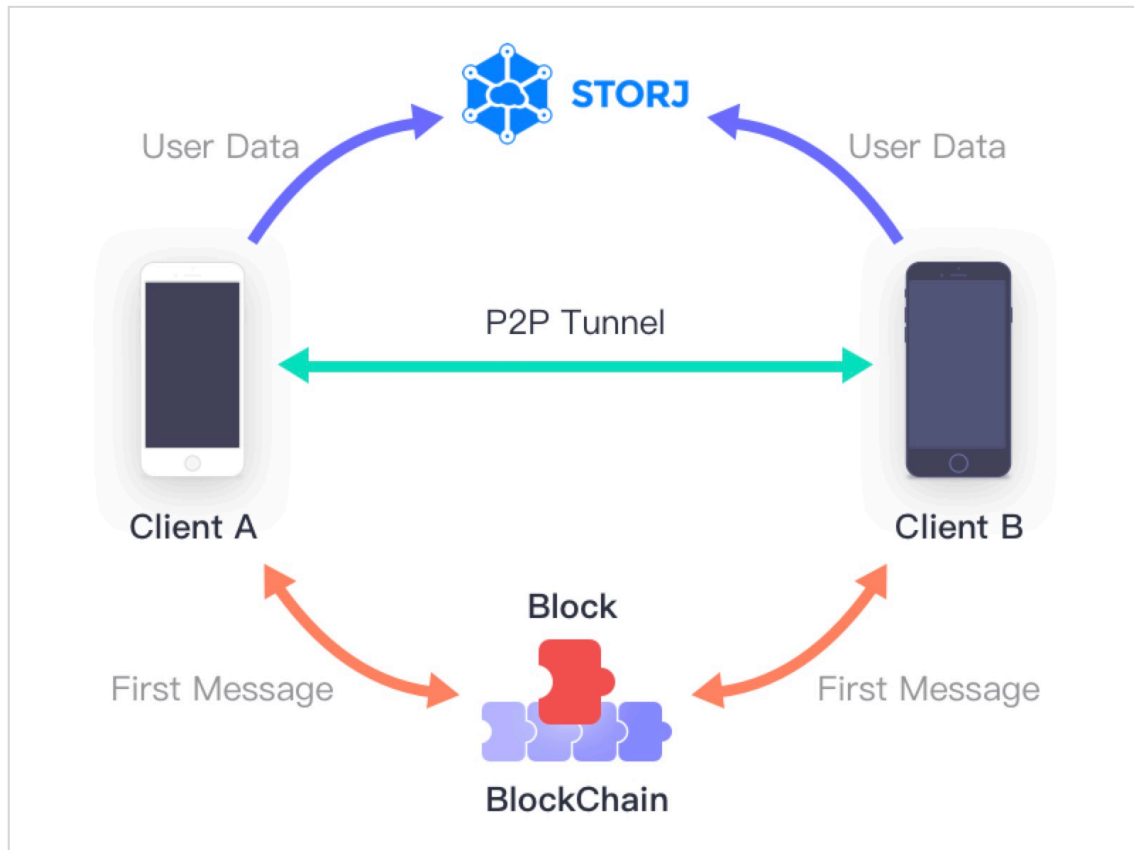 STORJ
User Data
User Data
P2P Tunnel
Client A
Client B
Block
First Message
First Message
BlockChain